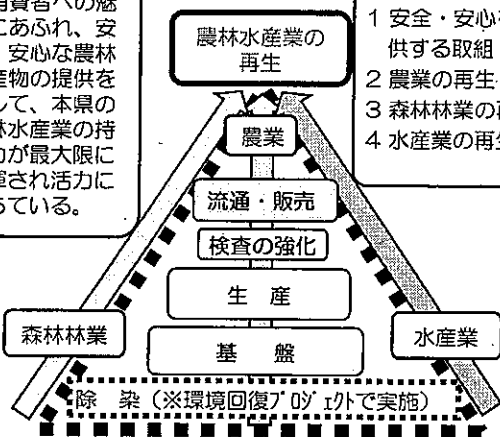 消費者への魅
にあふれ、安
安心な農林
産物の提供を
して、本県の
林水産業の持
力が最大限に
揮され活力に
っている。
農林水産業の
再生
1 安全・安心
供する取組
2 農業の再生
3 森林林業の
4 水産業の再
農業
流通・販売
検査の強化
生 産
森林林業
水産業
基 盤
除 染(※環境回復プロジェクトで実施)